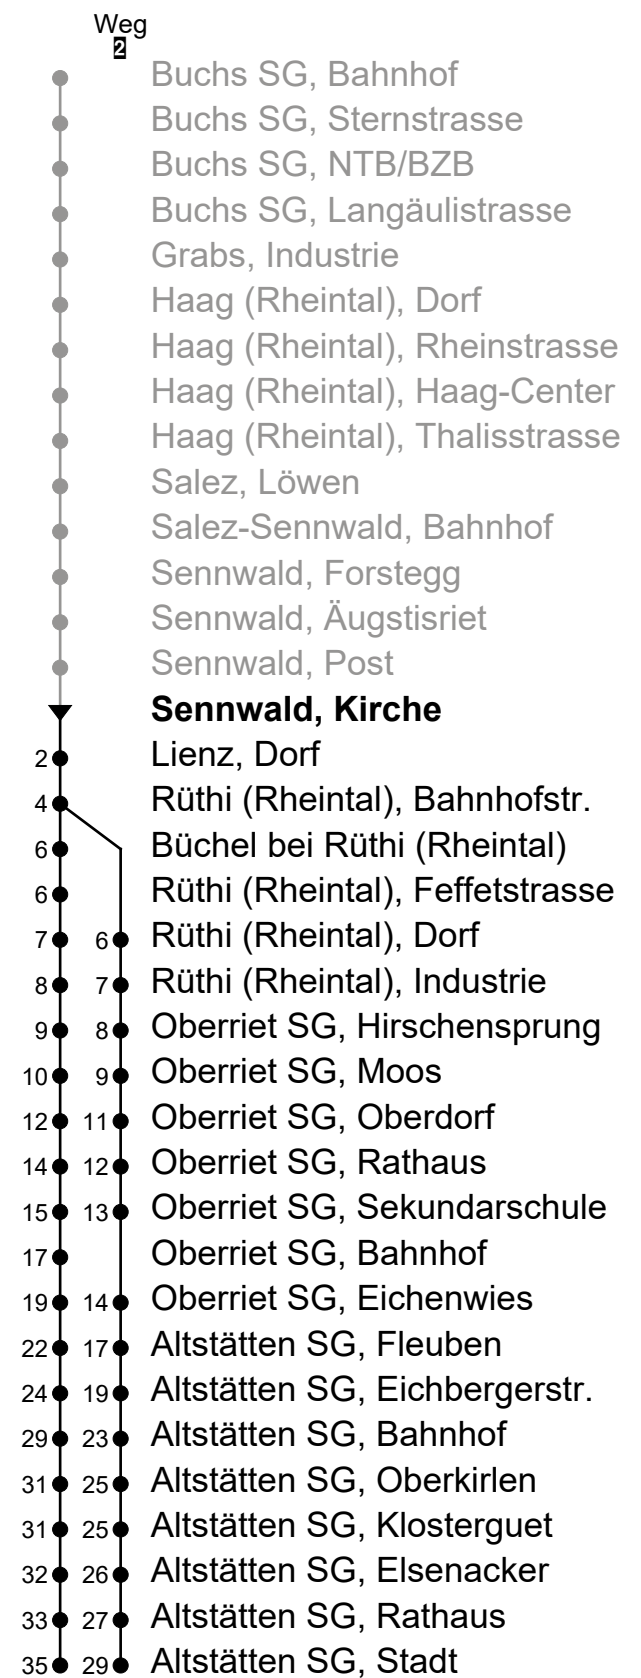 Weg
2
Buchs SG, Bahnhof
Buchs SG, Sternstrasse
Buchs SG, NTB/BZB
Buchs SG, Langäulistrasse
Grabs, Industrie
Haag (Rheintal), Dorf
Haag (Rheintal), Rheinstrasse
Haag (Rheintal), Haag-Center
Haag (Rheintal), Thalisstrasse
Salez, Löwen
Salez-Sennwald, Bahnhof
Sennwald, Forstegg
Sennwald, Äugstisriet
Sennwald, Post
Sennwald, Kirche
2 Lienz, Dorf
4 Rüthi (Rheintal), Bahnhofstr.
6 Büchel bei Rüthi (Rheintal)
6 Rüthi (Rheintal), Feffetstrasse
7 6 Rüthi (Rheintal), Dorf
8 7 Rüthi (Rheintal), Industrie
9 8 Oberriet SG, Hirschensprung
10 9 Oberriet SG, Moos
12 11 Oberriet SG, Oberdorf
14 12 Oberriet SG, Rathaus
15 13 Oberriet SG, Sekundarschule
17 Oberriet SG, Bahnhof
19 14 Oberriet SG, Eichenwies
22 17 Altstätten SG, Fleuben
24 19 Altstätten SG, Eichbergerstr.
29 23 Altstätten SG, Bahnhof
31 25 Altstätten SG, Oberkirlen
31 25 Altstätten SG, Klosterguet
32 26 Altstätten SG, Elsenacker
33 27 Altstätten SG, Rathaus
35 29 Altstätten SG, Stadt